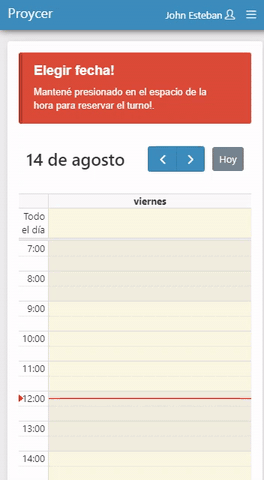 Proycer
John Esteban
Elegir fecha!
Mantené presionado en el espacio de la
hora para reservar el turno!.
14 de agosto
Hoy
viernes
Todo
el día
7:00
8:00
9:00
10:00
11:00
12:00
13:00
14:00